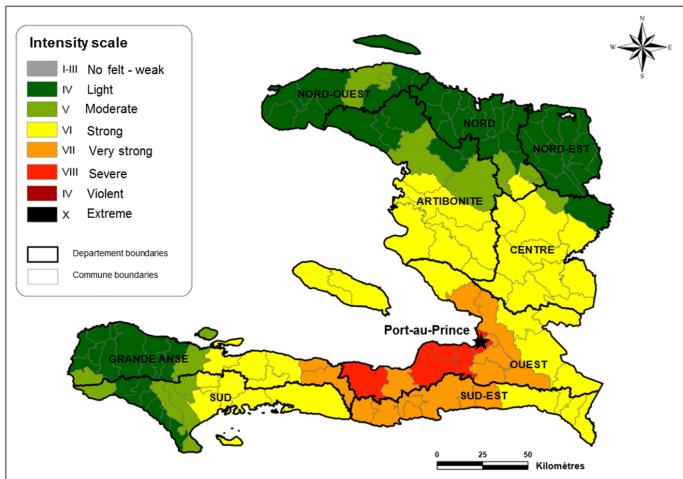 Intensity scale
I-III No felt - weak
IV Light
V Moderate
VI Strong
VII Very strong
VIII Severe
IV Violent
X Extreme
Departement boundaries
Commune boundaries
N
W E
S
NORD-OUEST
NORD
NORD-EST
ARTIBONITE
CENTRE
Port-au-Prince
GRANDE ANSE
OUEST
SUD
SUD-EST
0 25 50
Kilomètres